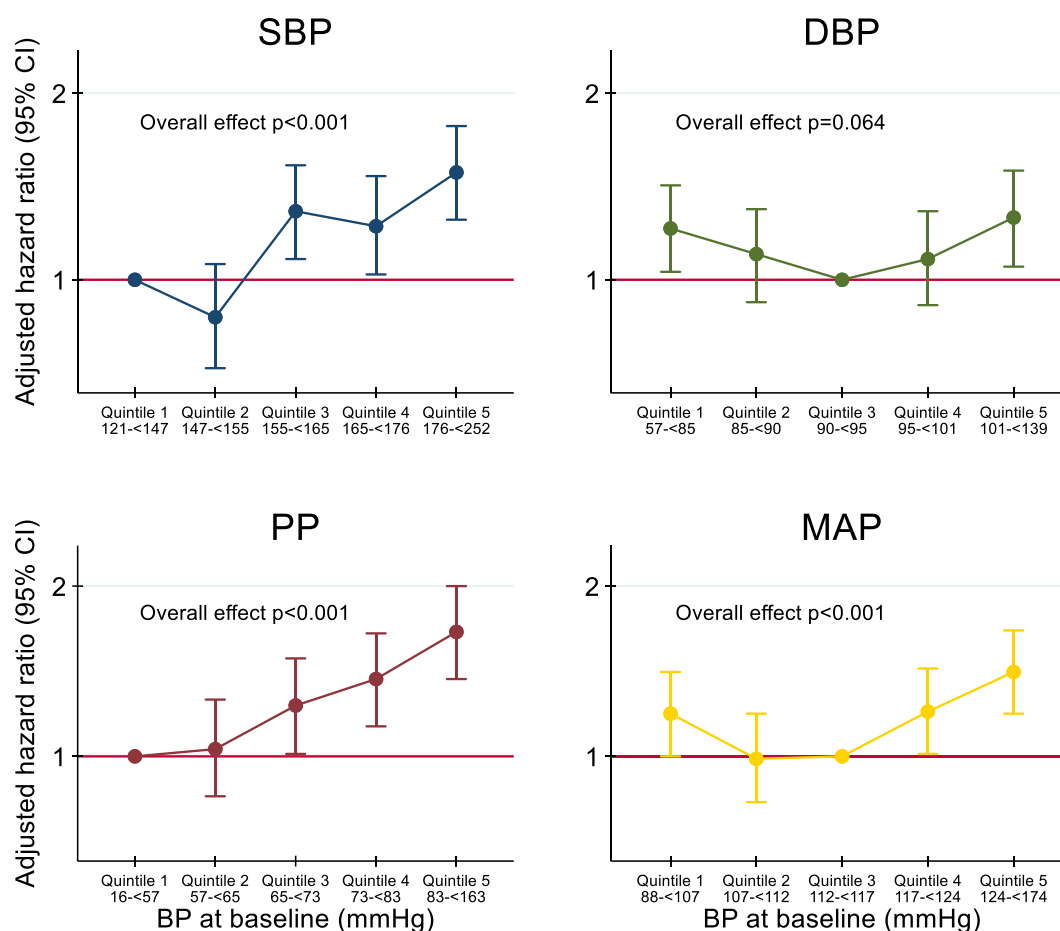 SBP
Adjusted hazard ratio (95% CI)
2
1
Overall effect p<0.001
Quintile 1 Quintile 2 Quintile 3 Quintile 4 Quintile 5
121-<147 147-<155 155-<165 165-<176 176-<252
DBP
2
1
Overall effect p=0.064
Quintile 1 Quintile 2 Quintile 3 Quintile 4 Quintile 5
57-<85 85-<90 90-<95 95-<101 101-<139
PP
Adjusted hazard ratio (95% CI)
2
1
Overall effect p<0.001
Quintile 1 Quintile 2 Quintile 3 Quintile 4 Quintile 5
16-<57 57-<65 65-<73 73-<83 83-<163
BP at baseline (mmHg)
MAP
2
1
Overall effect p<0.001
Quintile 1 Quintile 2 Quintile 3 Quintile 4 Quintile 5
88-<107 107-<112 112-<117 117-<124 124-<174
BP at baseline (mmHg)